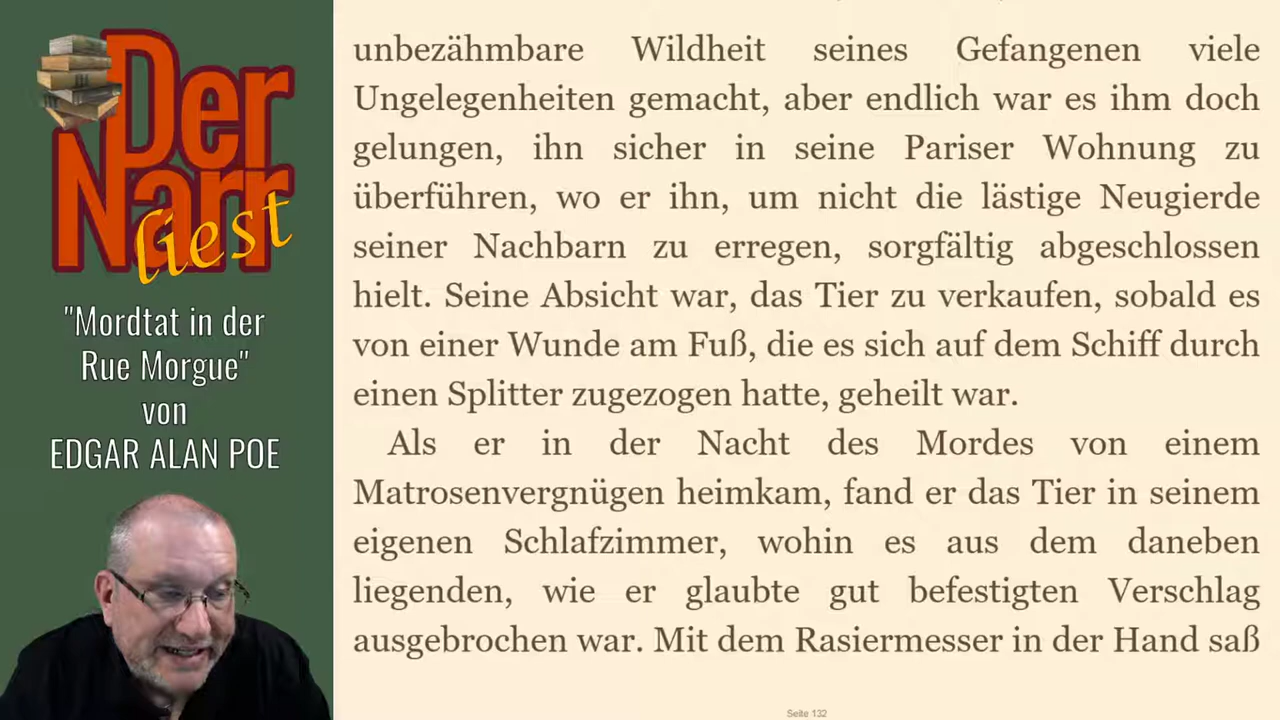 Der
Narr
liest
"Mordtat in der
Rue Morgue"
von
EDGAR ALAN POE
unbezähmbare Wildheit seines Gefangenen viele
Ungelegenheiten gemacht, aber endlich war es ihm doch
gelungen, ihn sicher in seine Pariser Wohnung zu
überführen, wo er ihn, um nicht die lästige Neugierde
seiner Nachbarn zu erregen, sorgfältig abgeschlossen
hielt. Seine Absicht war, das Tier zu verkaufen, sobald es
von einer Wunde am Fuß, die es sich auf dem Schiff durch
einen Splitter zugezogen hatte, geheilt war.
Als er in der Nacht des Mordes von einem
Matrosenvergnügen heimkam, fand er das Tier in seinem
eigenen Schlafzimmer, wohin es aus dem daneben
liegenden, wie er glaubte gut befestigten Verschlag
ausgebrochen war. Mit dem Rasiermesser in der Hand saß
Seite 132